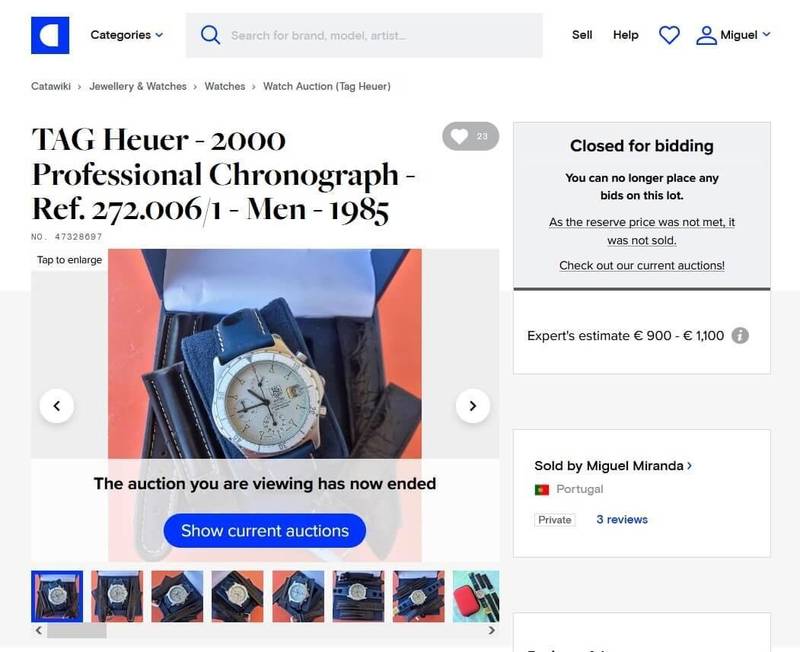 Categories
Search for brand, model, artist...
Sell
Help
Miguel
Catawiki › Jewellery & Watches › Watches › Watch Auction (Tag Heuer)
TAG Heuer - 2000
Professional Chronograph -
Ref. 272.006/1 - Men - 1985
23
NO. 47328697
Tap to enlarge
The auction you are viewing has now ended
Show current auctions
Closed for bidding
You can no longer place any
bids on this lot.
As the reserve price was not met, it
was not sold.
Check out our current auctions!
Expert's estimate € 900 - € 1,100
Sold by Miguel Miranda
Portugal
Private
3 reviews